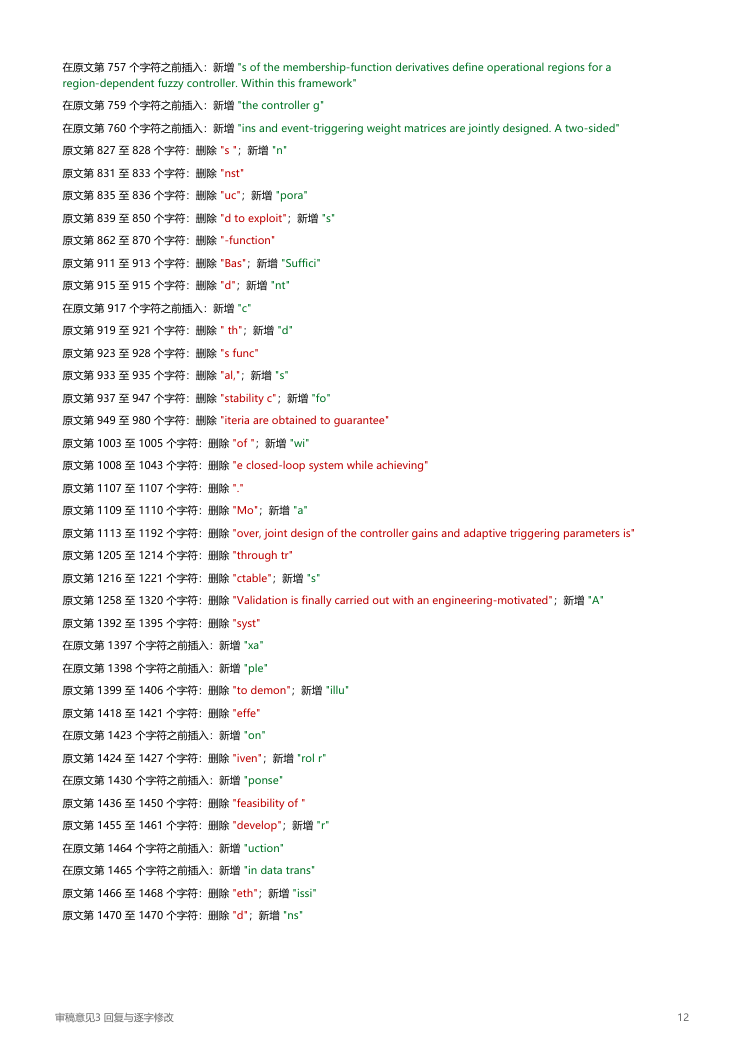 在原文第 757 个字符之前插入：新增 "s of the membership-function derivatives define operational regions for a
region-dependent fuzzy controller. Within this framework"
在原文第 759 个字符之前插入：新增 "the controller g"
在原文第 760 个字符之前插入：新增 "ins and event-triggering weight matrices are jointly designed. A two-sided"
原文第 827 至 828 个字符：删除 "s "；新增 "n"
原文第 831 至 833 个字符：删除 "nst"
原文第 835 至 836 个字符：删除 "uc"；新增 "pora"
原文第 839 至 850 个字符：删除 "d to exploit"；新增 "s"
原文第 862 至 870 个字符：删除 "-function"
原文第 911 至 913 个字符：删除 "Bas"；新增 "Suffici"
原文第 915 至 915 个字符：删除 "d"；新增 "nt"
在原文第 917 个字符之前插入：新增 "c"
原文第 919 至 921 个字符：删除 " th"；新增 "d"
原文第 923 至 928 个字符：删除 "s func"
原文第 933 至 935 个字符：删除 "al,"；新增 "s"
原文第 937 至 947 个字符：删除 "stability c"；新增 "fo"
原文第 949 至 980 个字符：删除 "iteria are obtained to guarantee"
原文第 1003 至 1005 个字符：删除 "of "；新增 "wi"
原文第 1008 至 1043 个字符：删除 "e closed-loop system while achieving"
原文第 1107 至 1107 个字符：删除 "."
原文第 1109 至 1110 个字符：删除 "Mo"；新增 "a"
原文第 1113 至 1192 个字符：删除 "over, joint design of the controller gains and adaptive triggering parameters is"
原文第 1205 至 1214 个字符：删除 "through tr"
原文第 1216 至 1221 个字符：删除 "ctable"；新增 "s"
原文第 1258 至 1320 个字符：删除 "Validation is finally carried out with an engineering-motivated"；新增 "A"
原文第 1392 至 1395 个字符：删除 "syst"
在原文第 1397 个字符之前插入：新增 "xa"
在原文第 1398 个字符之前插入：新增 "ple"
原文第 1399 至 1406 个字符：删除 "to demon"；新增 "illu"
原文第 1418 至 1421 个字符：删除 "effe"
在原文第 1423 个字符之前插入：新增 "on"
原文第 1424 至 1427 个字符：删除 "iven"；新增 "rol r"
在原文第 1430 个字符之前插入：新增 "ponse"
原文第 1436 至 1450 个字符：删除 "feasibility of "
原文第 1455 至 1461 个字符：删除 "develop"；新增 "r"
在原文第 1464 个字符之前插入：新增 "uction"
在原文第 1465 个字符之前插入：新增 "in data trans"
原文第 1466 至 1468 个字符：删除 "eth"；新增 "issi"
原文第 1470 至 1470 个字符：删除 "d"；新增 "ns"
审稿意见3 回复与逐字修改
12